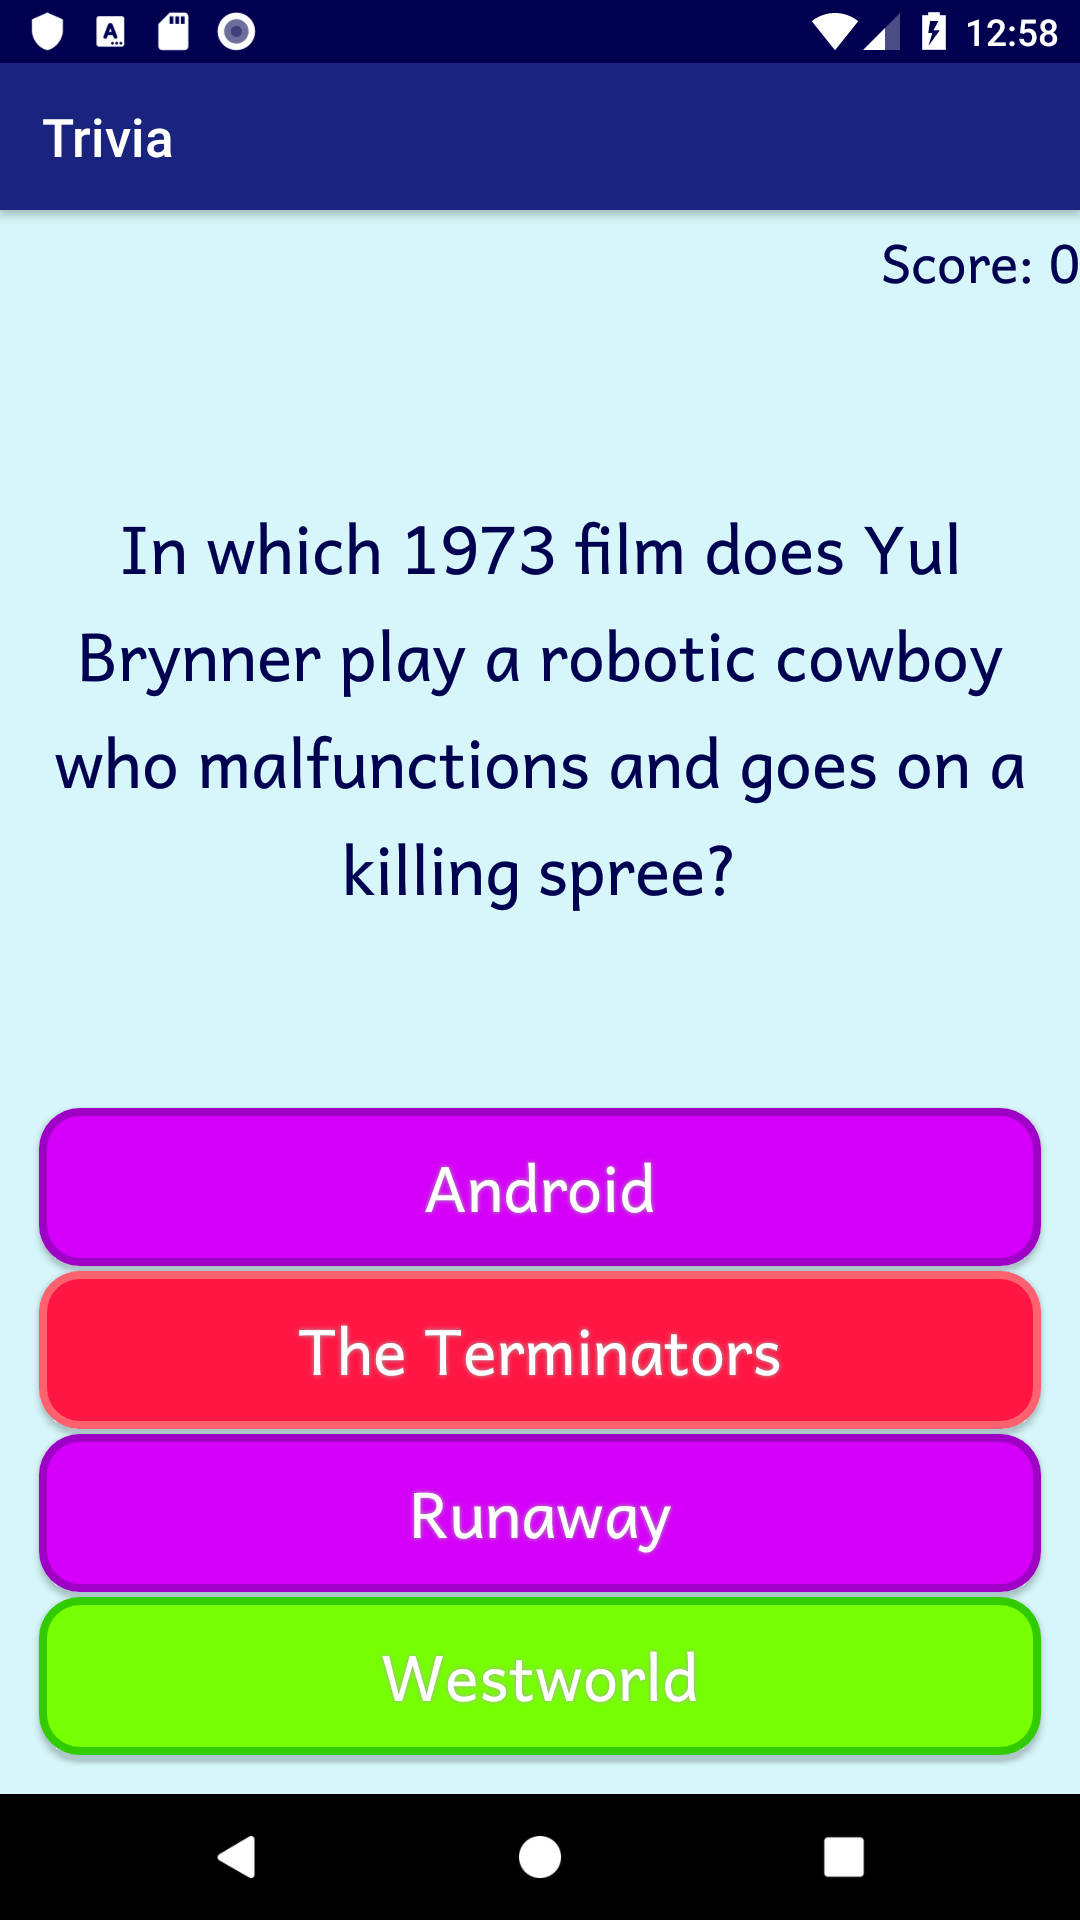 12:58
Trivia
Score: 0
In which 1973 film does Yul
Brynner play a robotic cowboy
who malfunctions and goes on a
killing spree?
Android
The Terminators
Runaway
Westworld